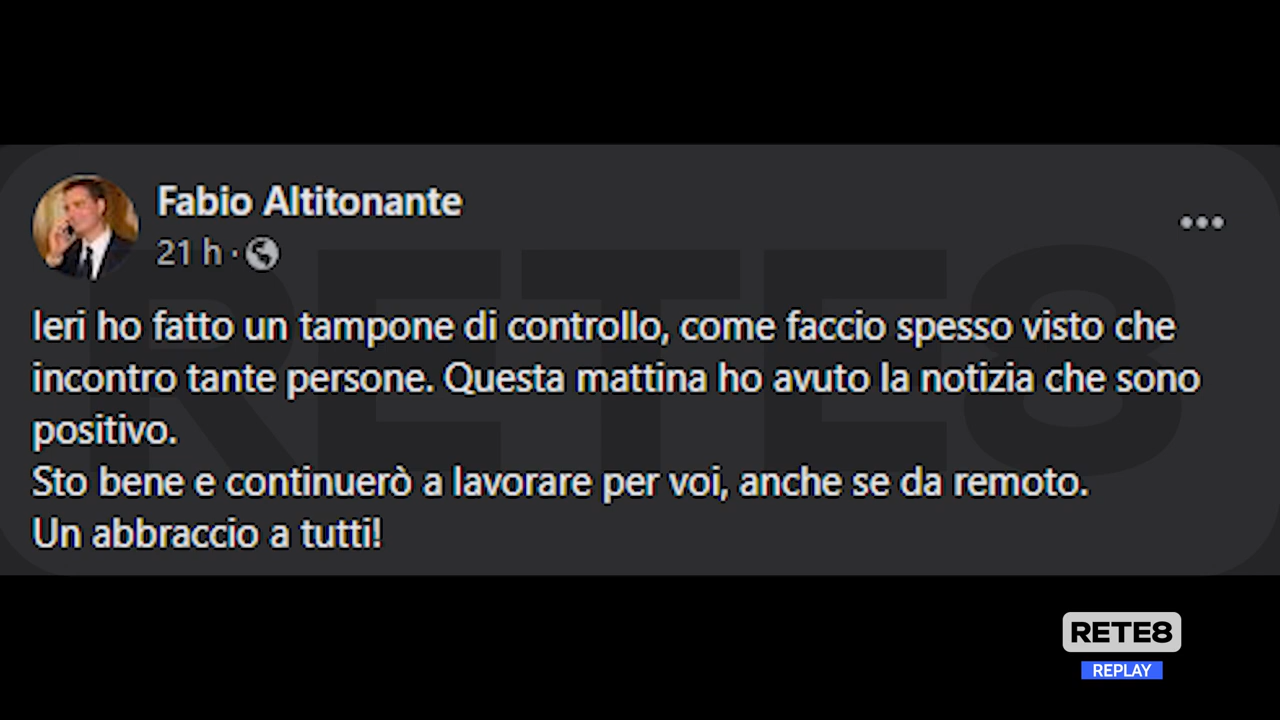 Fabio Altitonante
21 h ·
Ieri ho fatto un tampone di controllo, come faccio spesso visto che
incontro tante persone. Questa mattina ho avuto la notizia che sono
positivo.
Sto bene e continuerò a lavorare per voi, anche se da remoto.
Un abbraccio a tutti!
RETE8
RETE8
REPLAY